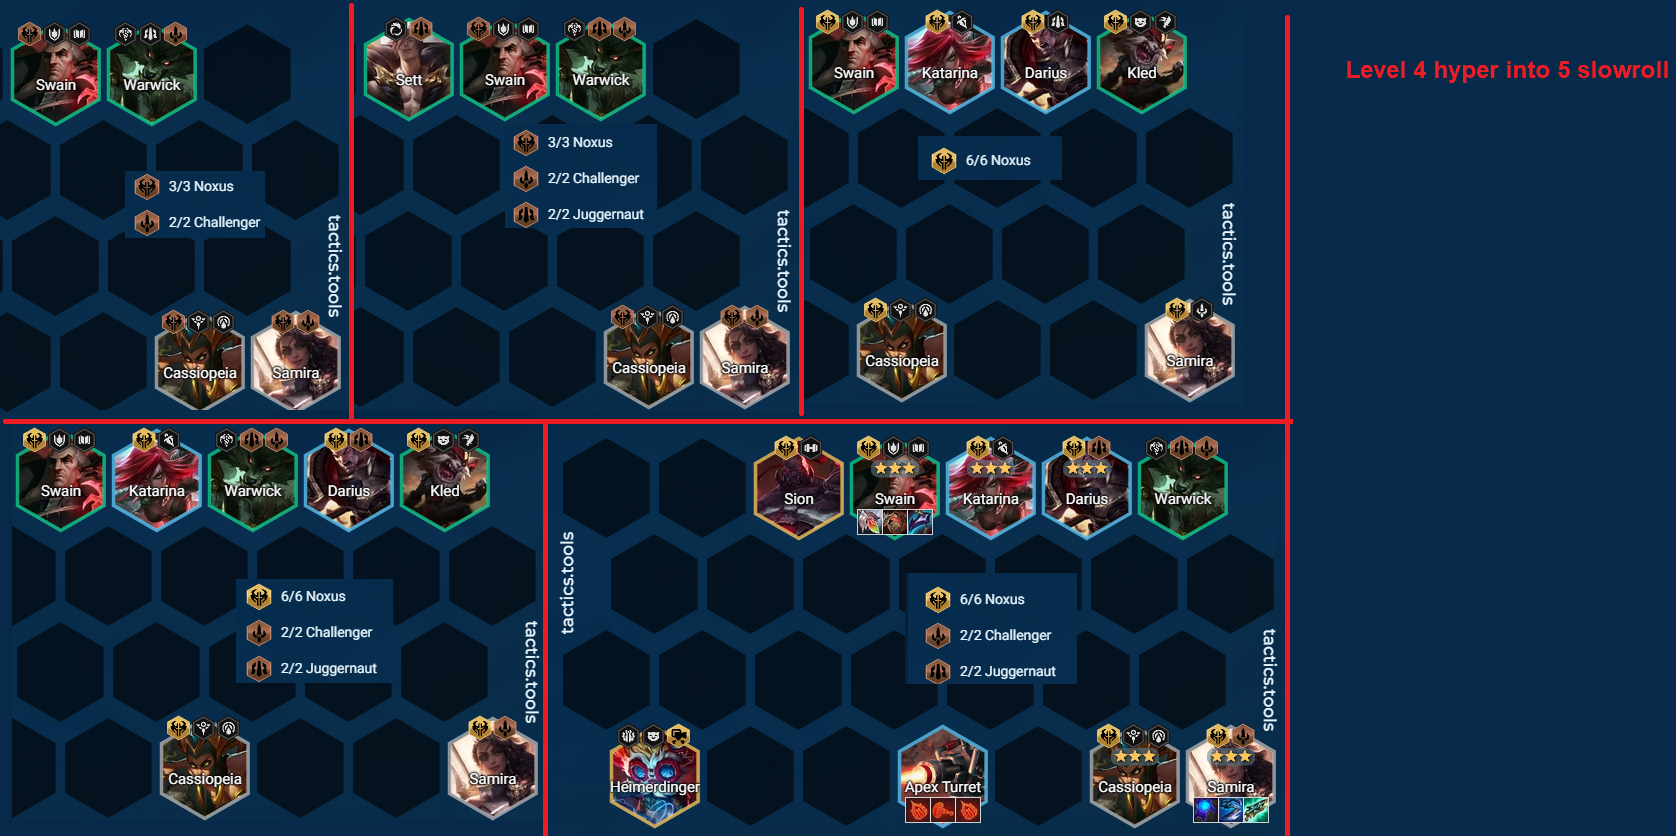 Swain
Warwick
3/3 Noxus
2/2 Challenger
tactics.tools
Cassiopeia
Samira
Sett
Swain
Warwick
3/3 Noxus
2/2 Challenger
2/2 Juggernaut
tactics.tools
Cassiopeia
Samira
Swain
Katarina
Darius
Kled
6/6 Noxus
tactics.tools
Cassiopeia
Samira
Level 4 hyper into 5 slowroll
Swain
Katarina
Warwick
Darius
Kled
6/6 Noxus
2/2 Challenger
2/2 Juggernaut
tactics.tools
Cassiopeia
Samira
Sion
Swain
Katarina
Darius
Warwick
tactics.tools
6/6 Noxus
2/2 Challenger
2/2 Juggernaut
tactics.tools
Heimerdinger
Apex Turret
Cassiopeia
Samira